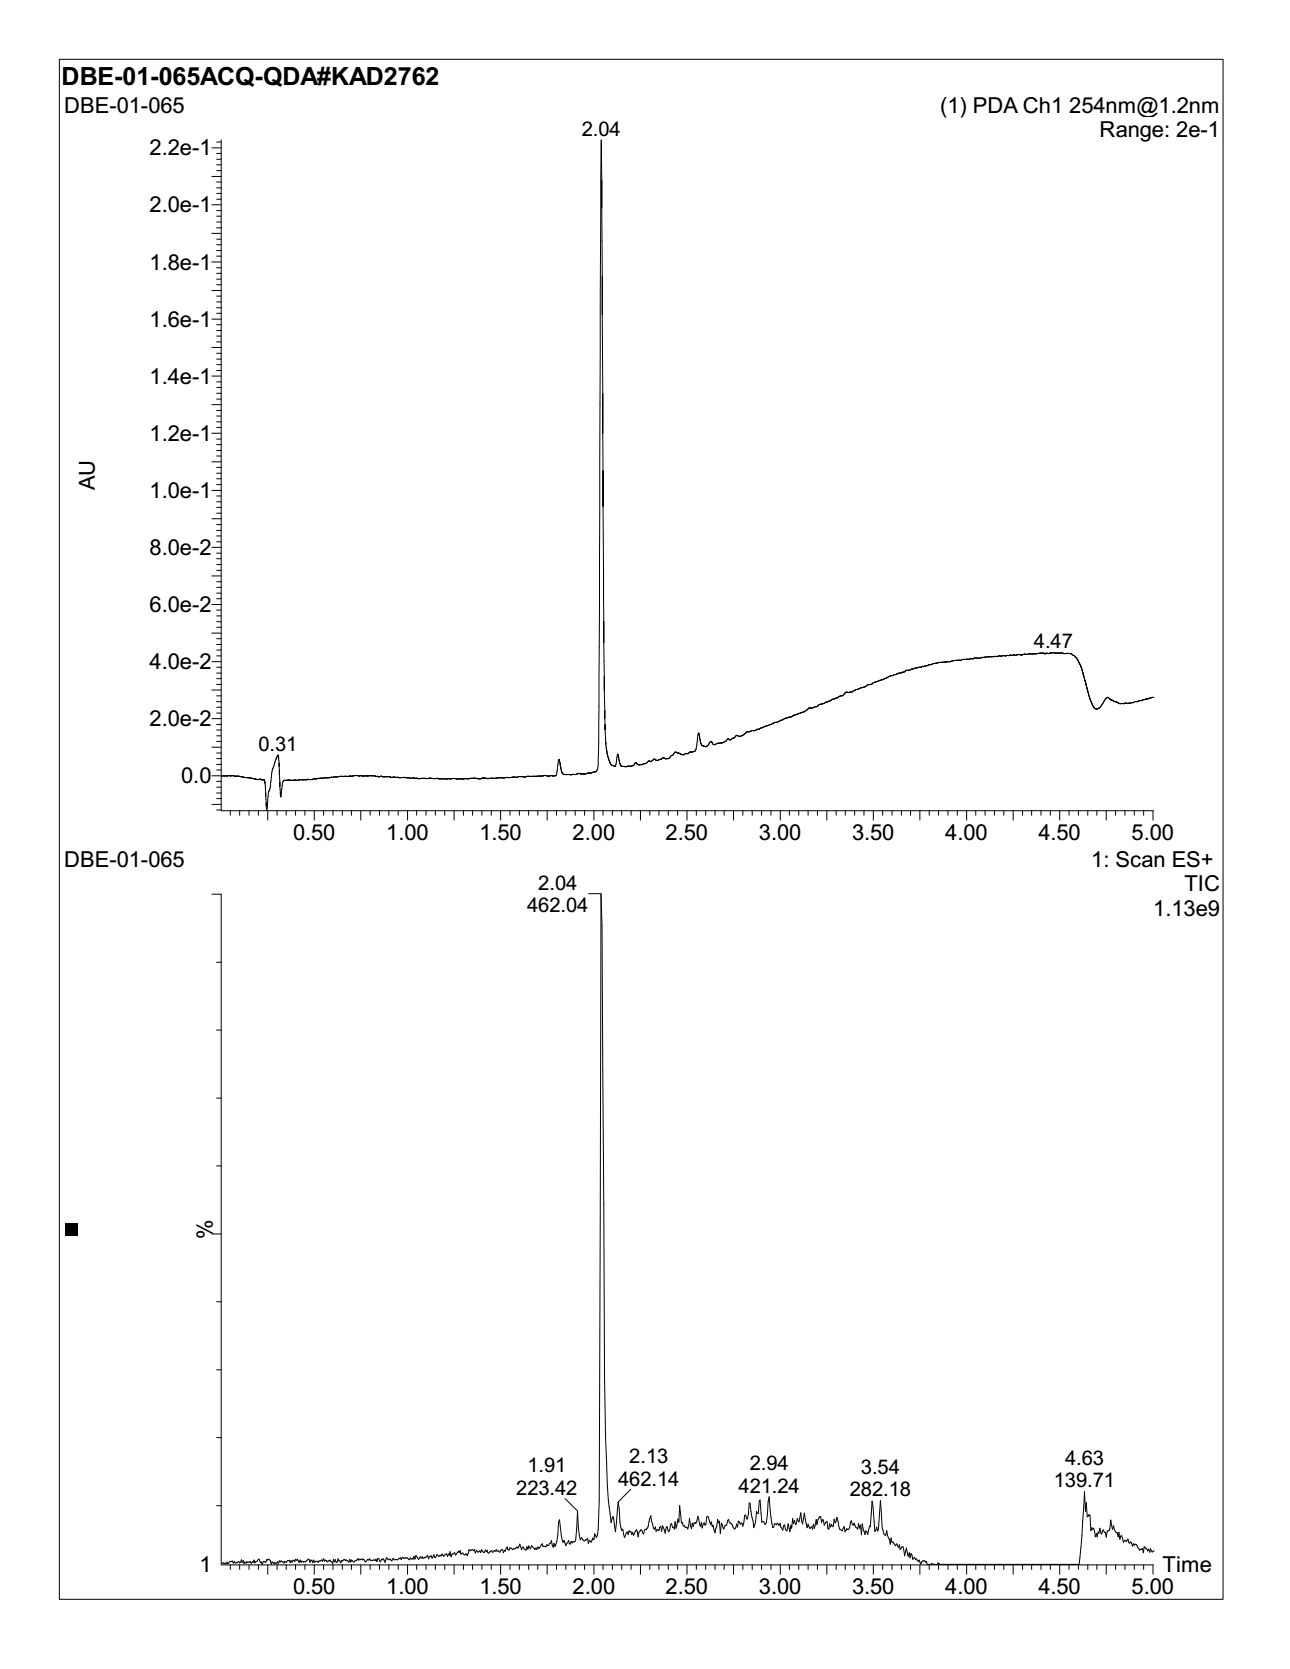 DBE-01-065ACQ-QDA#KAD2762
DBE-01-065
(1) PDA Ch1 254nm@1.2nm
Range: 2e-1
2.04
2.2e-1
2.0e-1
1.8e-1
1.6e-1
1.4e-1
1.2e-1
AU
1.0e-1
8.0e-2
6.0e-2
4.47
4.0e-2
2.0e-2
0.31
0.0
0.50 1.00 1.50 2.00 2.50 3.00 3.50 4.00 4.50 5.00
DBE-01-065
1: Scan ES+
TIC
1.13e9
2.04
462.04
%
1.91
223.42
2.13
462.14
2.94
421.24
3.54
282.18
4.63
139.71
1
Time
0.50 1.00 1.50 2.00 2.50 3.00 3.50 4.00 4.50 5.00